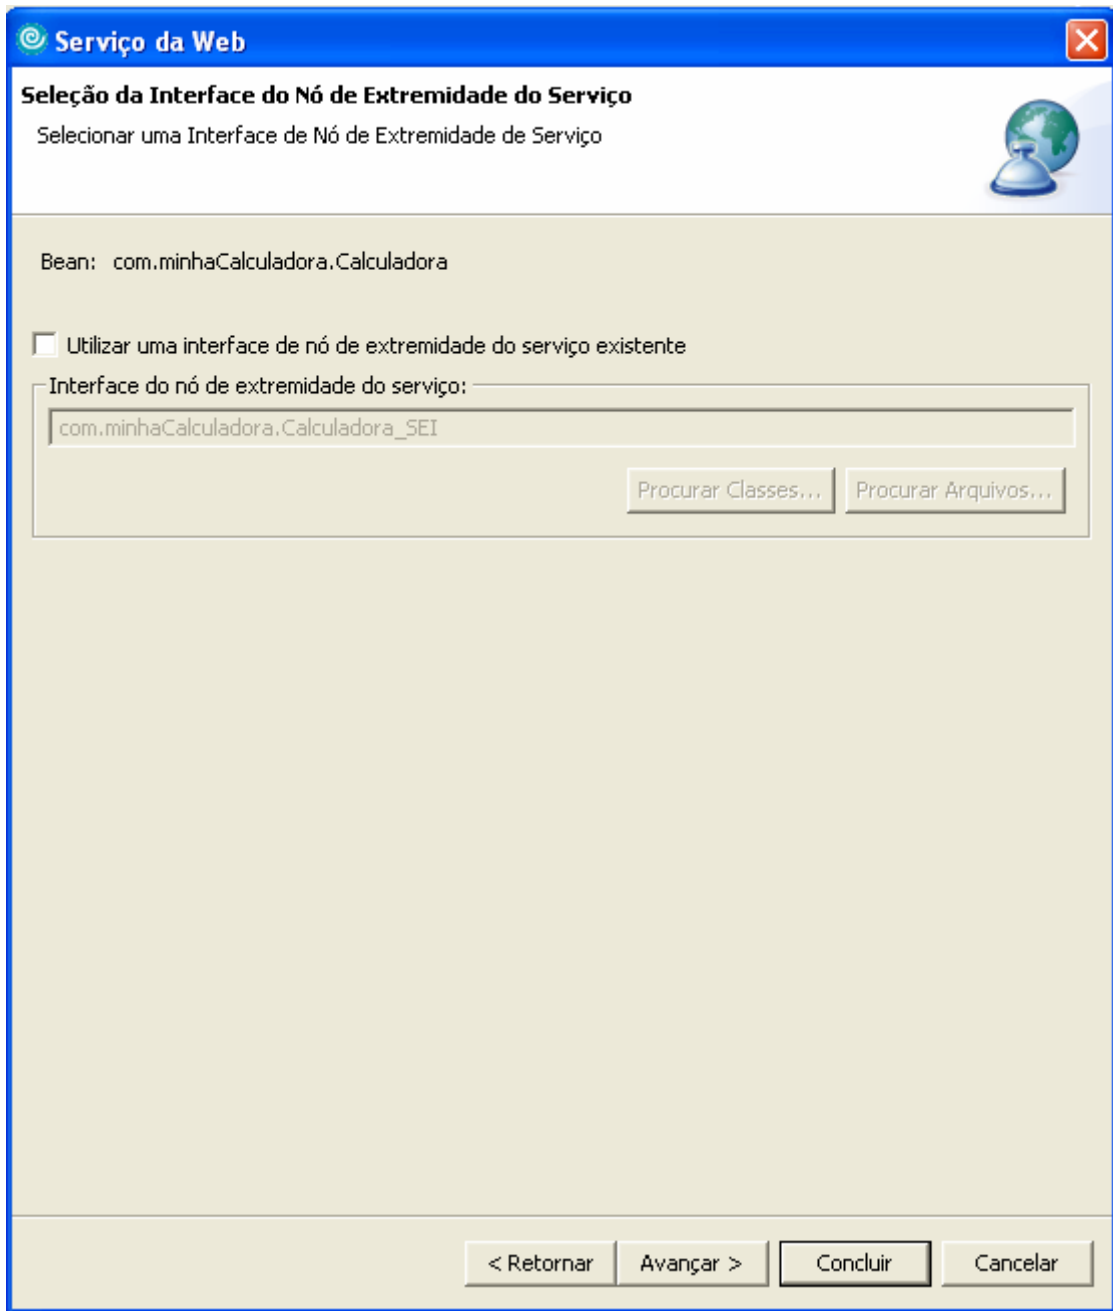 Serviço da Web
Seleção da Interface do Nó de Extremidade do Serviço
Selecionar uma Interface de Nó de Extremidade de Serviço
Bean: com.minhaCalculadora.Calculadora
Utilizar uma interface de nó de extremidade do serviço existente
Interface do nó de extremidade do serviço:
com.minhaCalculadora.Calculadora_SEI
Procurar Classes... Procurar Arquivos...
< Retornar Avançar > Concluir Cancelar